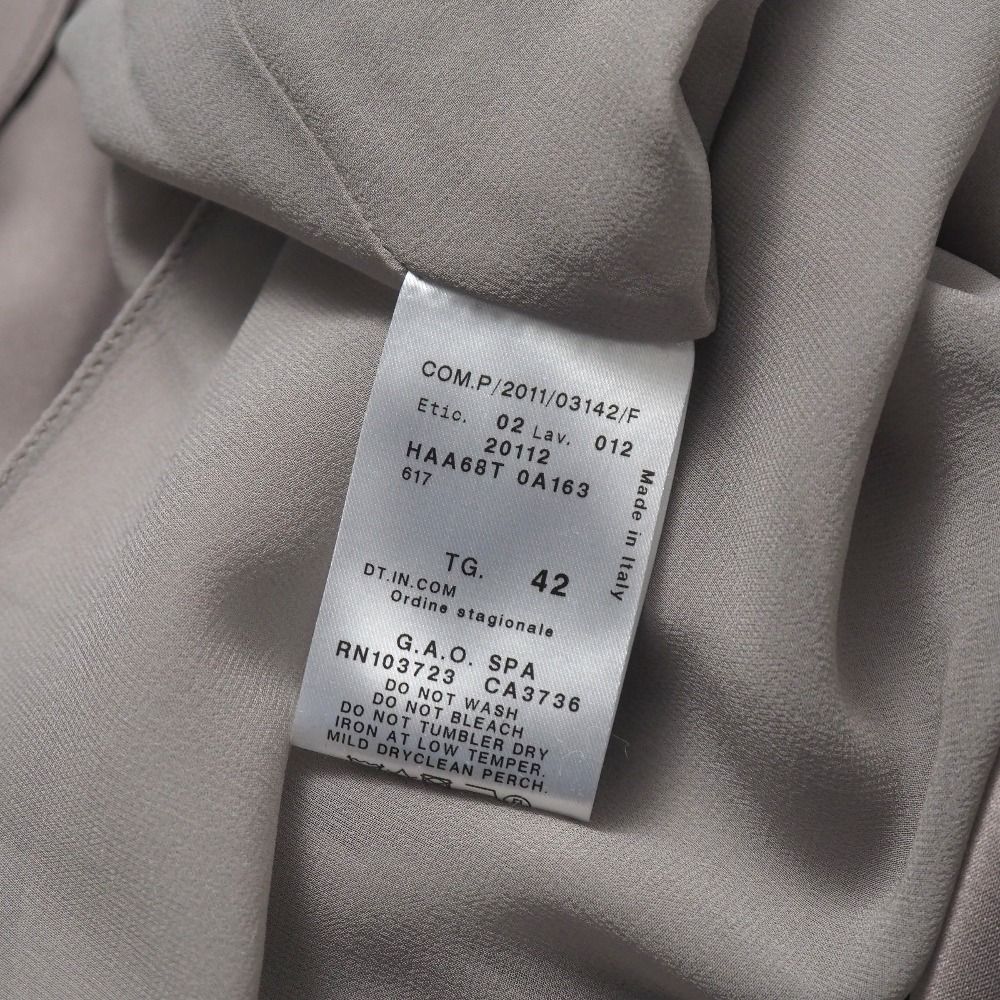 COM.P/2011/03142/F
Etic. 02 Lav. 012
20112
HAA68T 0A163
617
Made in Italy
TG. 42
DT.IN.COM
Ordine stagionale
G.A.O. SPA
RN103723 CA3736
DO NOT WASH
DO NOT BLEACH
DO NOT TUMBLER DRY
IRON AT LOW TEMPER.
MILD DRYCLEAN PERCH.